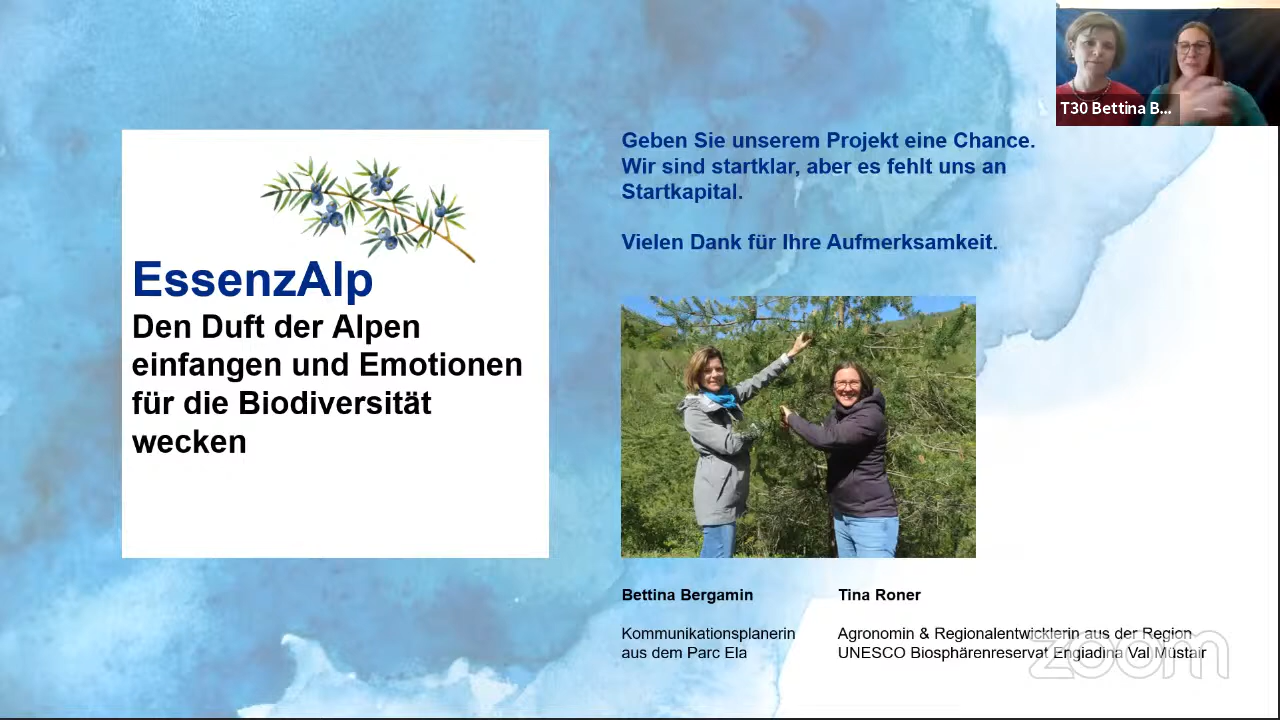 T30 Bettina B...
Geben Sie unserem Projekt eine Chance.
Wir sind startklar, aber es fehlt uns an
Startkapital.
Vielen Dank für Ihre Aufmerksamkeit.
EssenzAlp
Den Duft der Alpen
einfangen und Emotionen
für die Biodiversität
wecken
Bettina Bergamin
Kommunikationsplanerin
aus dem Parc Ela
Tina Roner
Agronomin & Regionalentwicklerin aus der Region
UNESCO Biosphärenreservat Engiadina Val Müstair
zoom